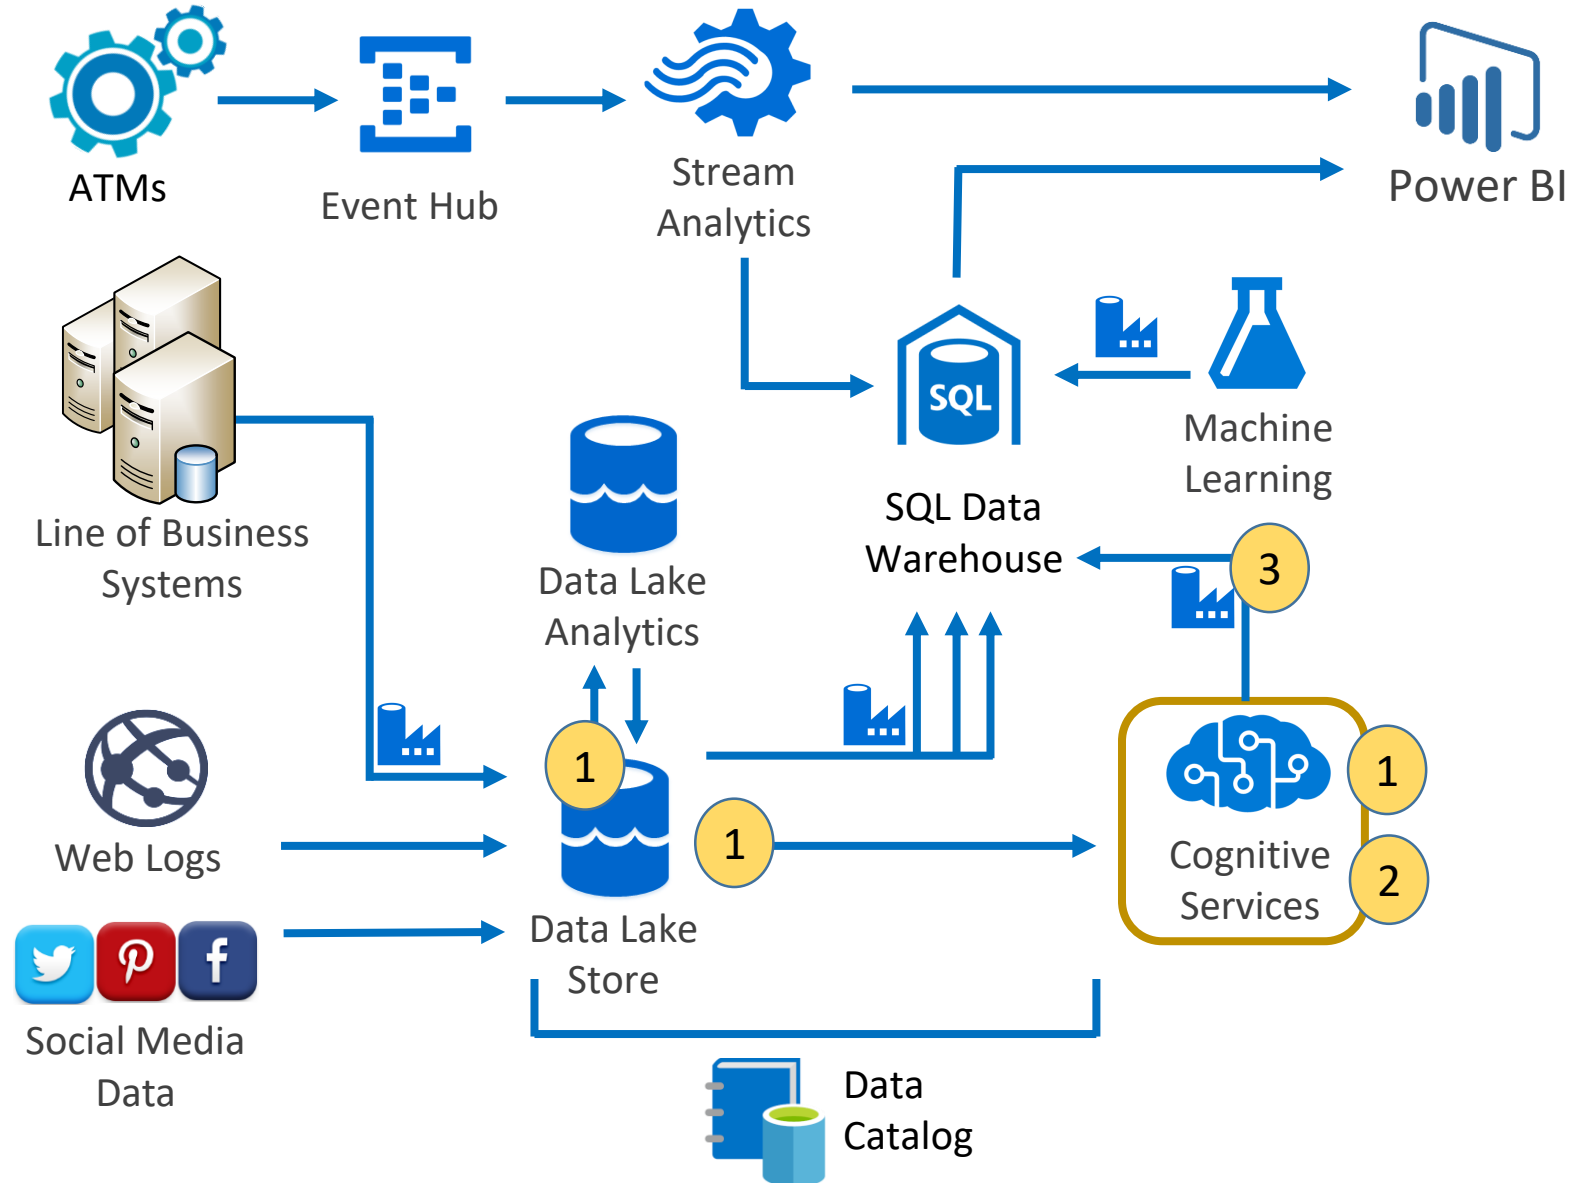 ATMs
Event Hub
Stream
Analytics
Power BI
Line of Business
Systems
SQL
Machine
Learning
SQL Data
Warehouse
3
Data Lake
Analytics
1
1
Web Logs
Data Lake
Store
Cognitive
Services
1
2
Social Media
Data
Data
Catalog